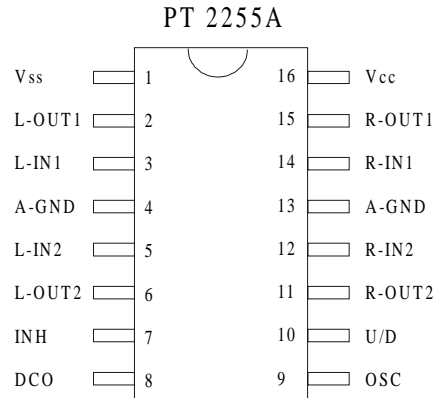 PT 2255A
Vss 1 16 Vcc
L-OUT1 2 15 R-OUT1
L-IN1 3 14 R-IN1
A-GND 4 13 A-GND
L-IN2 5 12 R-IN2
L-OUT2 6 11 R-OUT2
INH 7 10 U/D
DCO 8 9 OSC